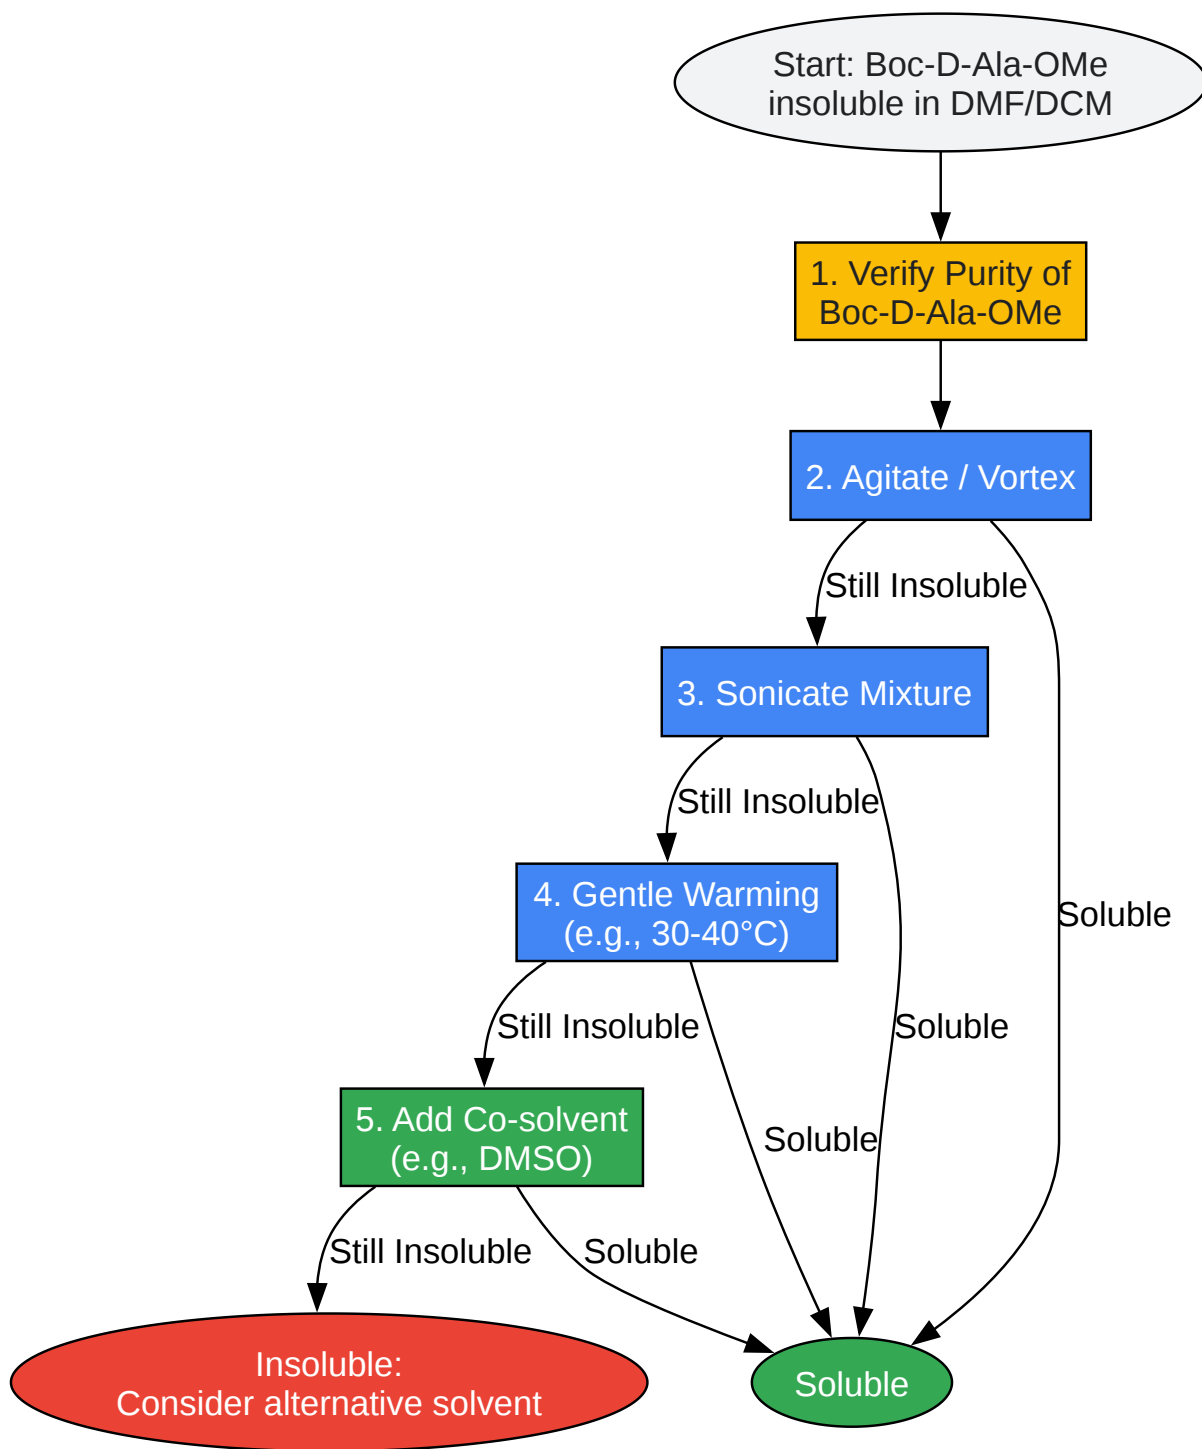 Start: Boc-D-Ala-OMe
insoluble in DMF/DCM
1. Verify Purity of
Boc-D-Ala-OMe
2. Agitate / Vortex
Still Insoluble
3. Sonicate Mixture
Still Insoluble
4. Gentle Warming
(e.g., 30-40°C)
Soluble
Still Insoluble
Soluble
5. Add Co-solvent
(e.g., DMSO)
Soluble
Still Insoluble
Soluble
Insoluble:
Consider alternative solvent
Soluble